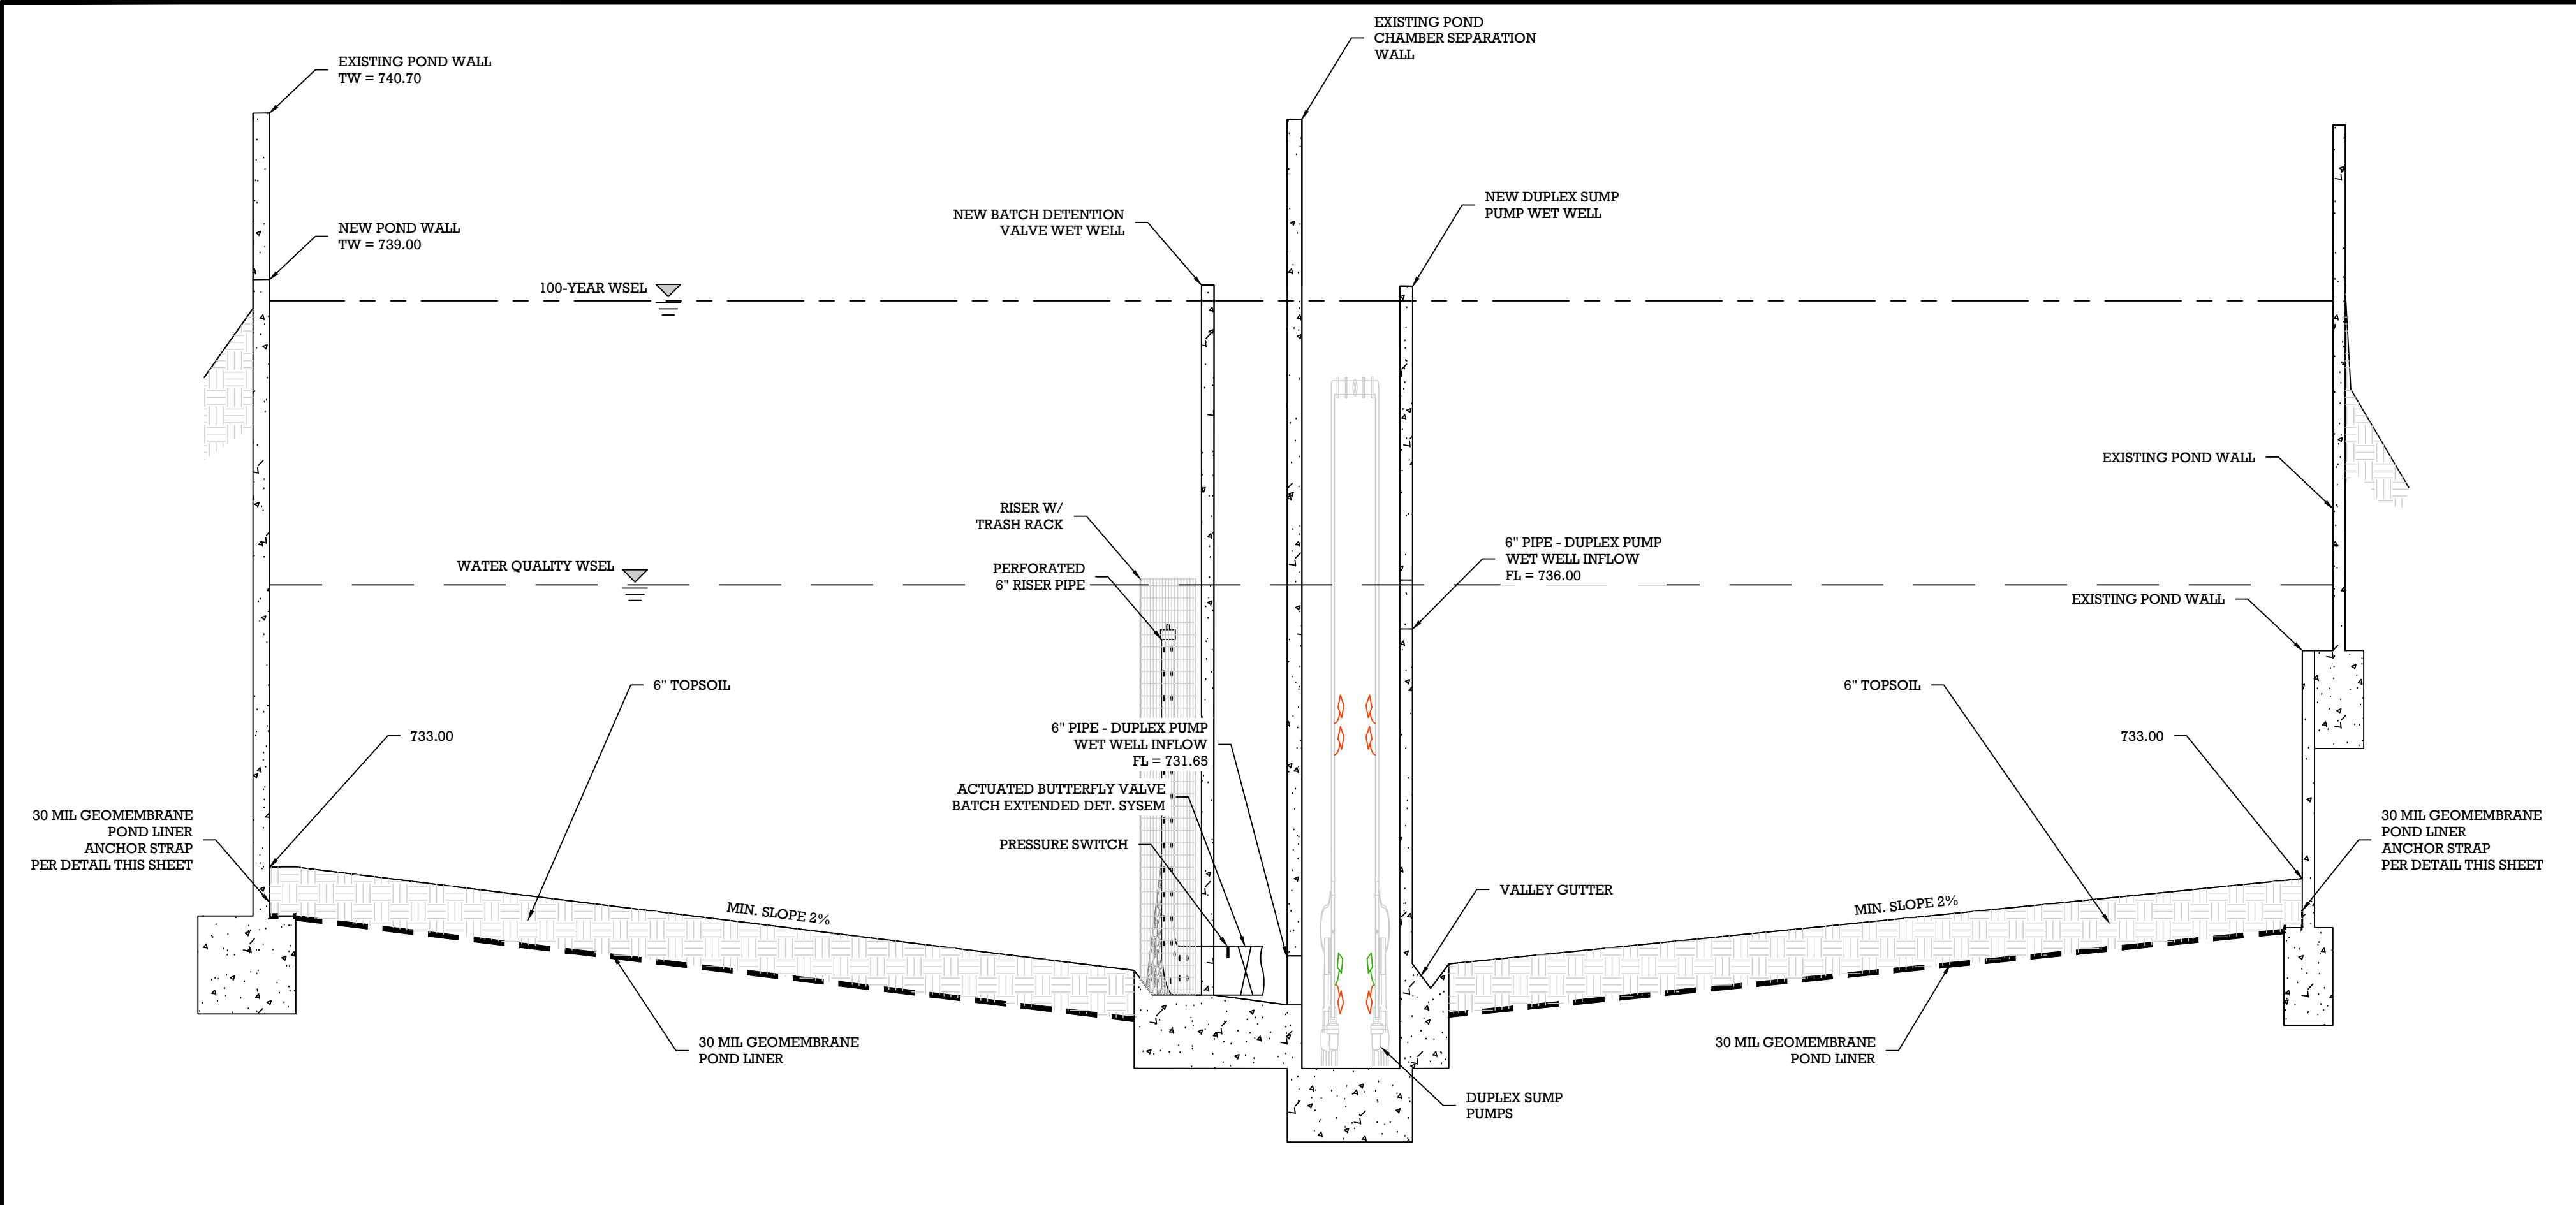 EXISTING POND
CHAMBER SEPARATION
WALL
EXISTING POND WALL
TW = 740.70
NEW DUPLEX SUMP
PUMP WET WELL
NEW BATCH DETENTION
VALVE WET WELL
NEW POND WALL
TW = 739.00
100-YEAR WSEL
EXISTING POND WALL
RISER W/
TRASH RACK
6" PIPE - DUPLEX PUMP
WET WELL INFLOW
FL = 736.00
WATER QUALITY WSEL
PERFORATED
6" RISER PIPE
EXISTING POND WALL
6" TOPSOIL
6" TOPSOIL
733.00
6" PIPE - DUPLEX PUMP
WET WELL INFLOW
FL = 731.65
733.00
ACTUATED BUTTERFLY VALVE
BATCH EXTENDED DET. SYSEM
30 MIL GEOMEMBRANE
POND LINER
ANCHOR STRAP
PER DETAIL THIS SHEET
PRESSURE SWITCH
30 MIL GEOMEMBRANE
POND LINER
ANCHOR STRAP
PER DETAIL THIS SHEET
VALLEY GUTTER
MIN. SLOPE 2%
MIN. SLOPE 2%
30 MIL GEOMEMBRANE
POND LINER
30 MIL GEOMEMBRANE
POND LINER
DUPLEX SUMP
PUMPS